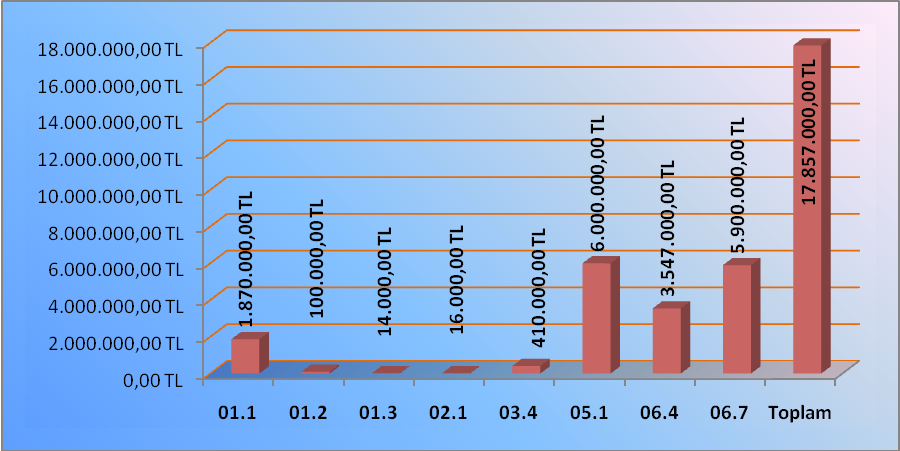 18.000.000,00 TL
16.000.000,00 TL
14.000.000,00 TL
12.000.000,00 TL
10.000.000,00 TL
8.000.000,00 TL
6.000.000,00 TL
4.000.000,00 TL
2.000.000,00 TL
0,00 TL
1.870.000,00 TL
100.000,00 TL
14.000,00 TL
16.000,00 TL
410.000,00 TL
6.000.000,00 TL
3.547.000,00 TL
5.900.000,00 TL
17.857.000,00 TL
01.1 01.2 01.3 02.1 03.4 05.1 06.4 06.7 Toplam